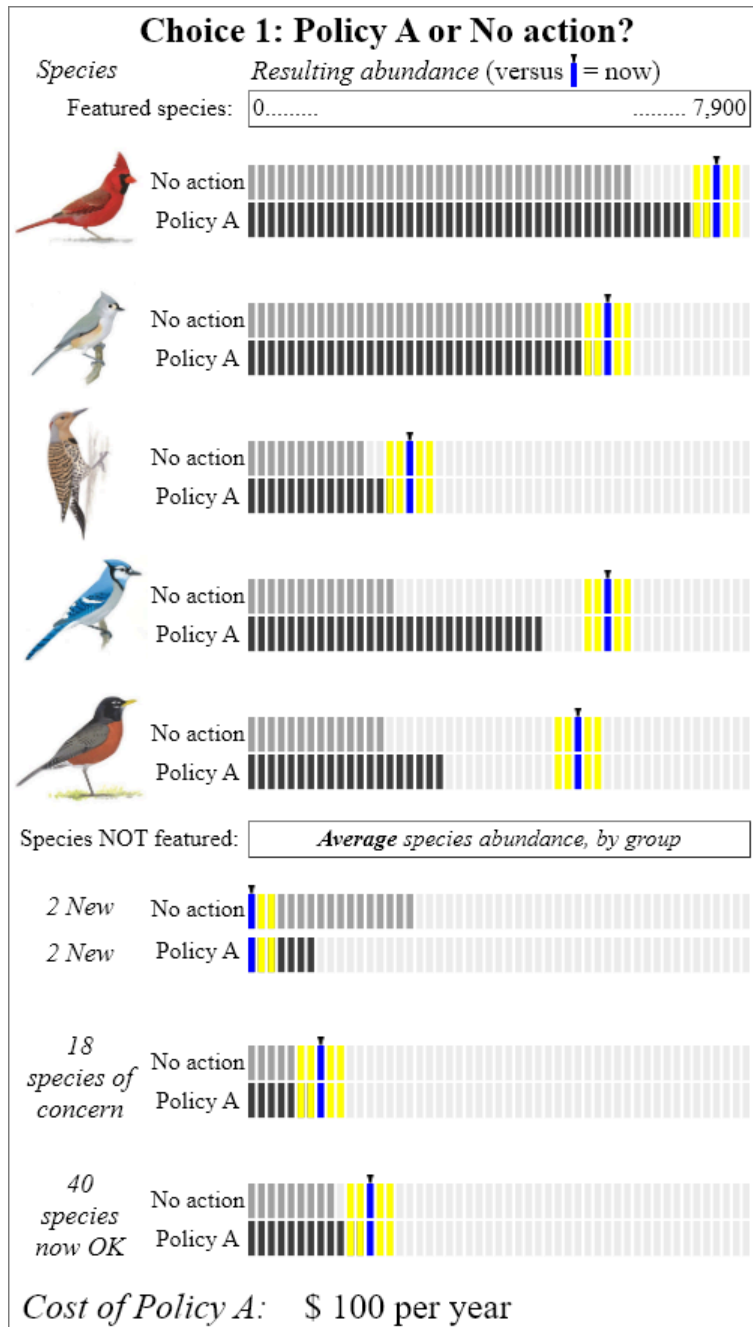 Choice 1: Policy A or No action?
Species Resulting abundance (versus = now)
Featured species: 0......... ......... 7,900
No action
Policy A
No action
Policy A
No action
Policy A
No action
Policy A
No action
Policy A
Species NOT featured: Average species abundance, by group
2 New No action
2 New Policy A
18
species of
concern
No action
Policy A
40
species
now OK
No action
Policy A
Cost of Policy A: $ 100 per year